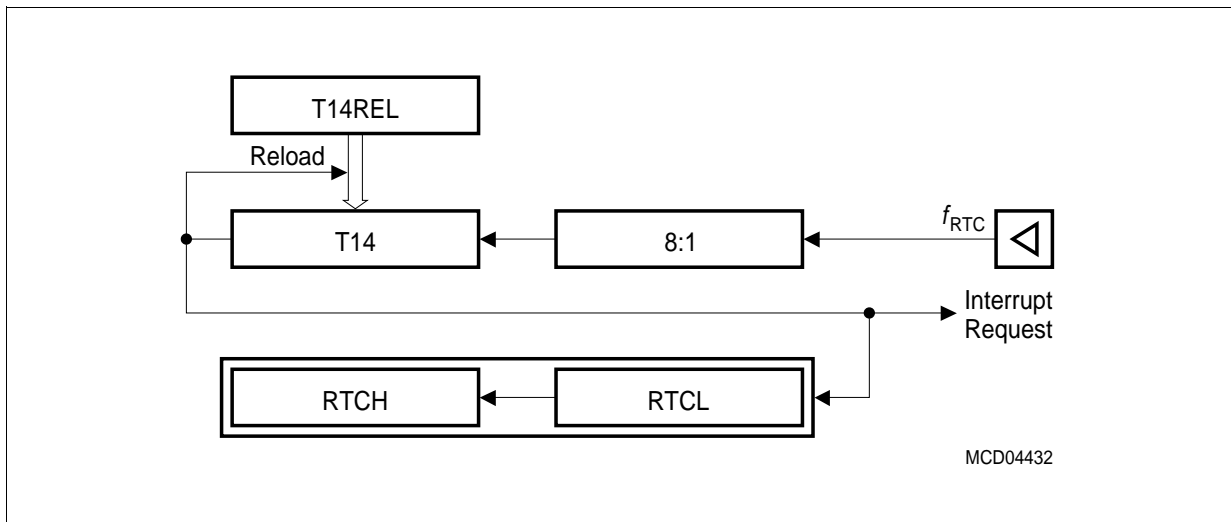 T14REL
Reload
T14
8:1
fRTC
Interrupt
Request
RTCH
RTCL
MCD04432